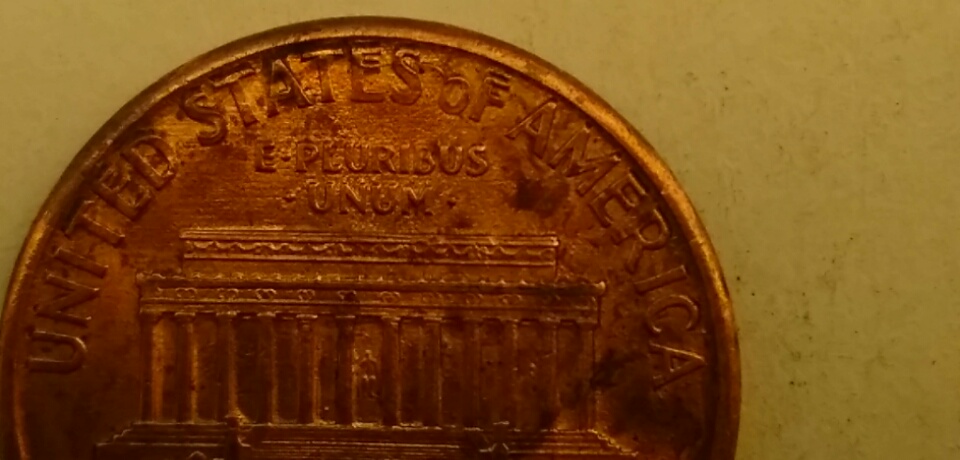 UNITED STATES OF AMERICA
E·PLURIBUS
·UNUM·